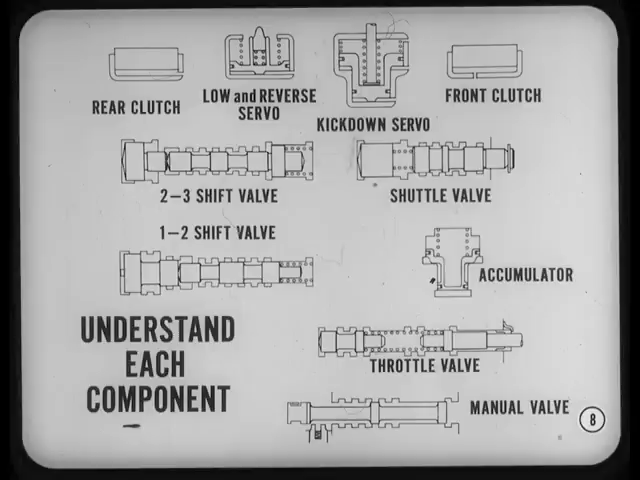 REAR CLUTCH
LOW and REVERSE
SERVO
KICKDOWN SERVO
FRONT CLUTCH
2-3 SHIFT VALVE
SHUTTLE VALVE
1-2 SHIFT VALVE
ACCUMULATOR
UNDERSTAND
EACH
COMPONENT
THROTTLE VALVE
MANUAL VALVE
8